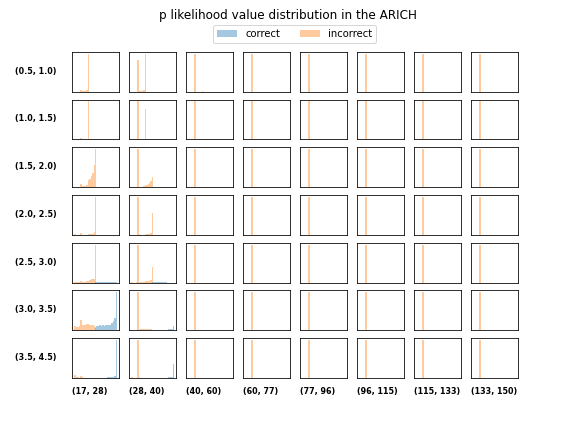 p likelihood value distribution in the ARICH
correct incorrect
(0.5, 1.0)
(1.0, 1.5)
(1.5, 2.0)
(2.0, 2.5)
(2.5, 3.0)
(3.0, 3.5)
(3.5, 4.5)
(17, 28) (28, 40) (40, 60) (60, 77) (77, 96) (96, 115) (115, 133) (133, 150)